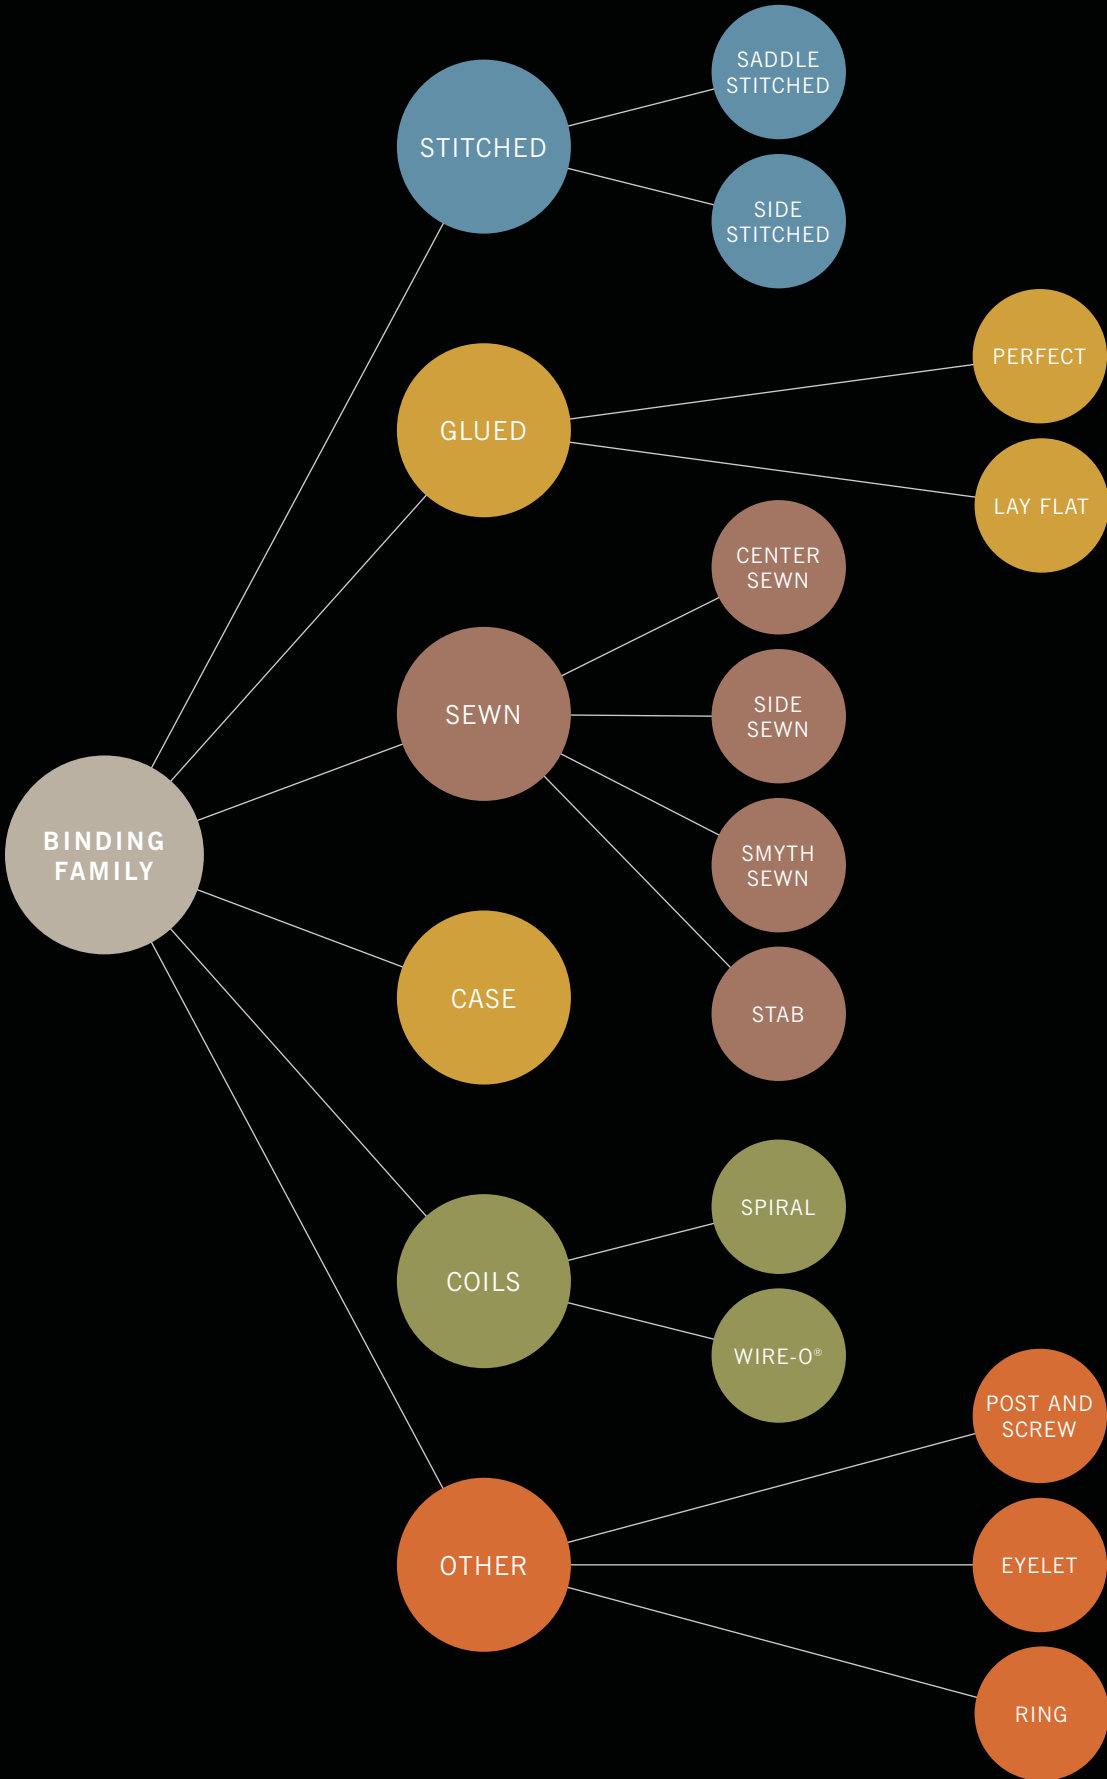 SADDLE
STITCHED
STITCHED
SIDE
STITCHED
PERFECT
GLUED
LAY FLAT
CENTER
SEWN
SEWN
SIDE
SEWN
BINDING
FAMILY
SMYTH
SEWN
CASE
STAB
SPIRAL
COILS
WIRE-O®
POST AND
SCREW
OTHER
EYELET
RING